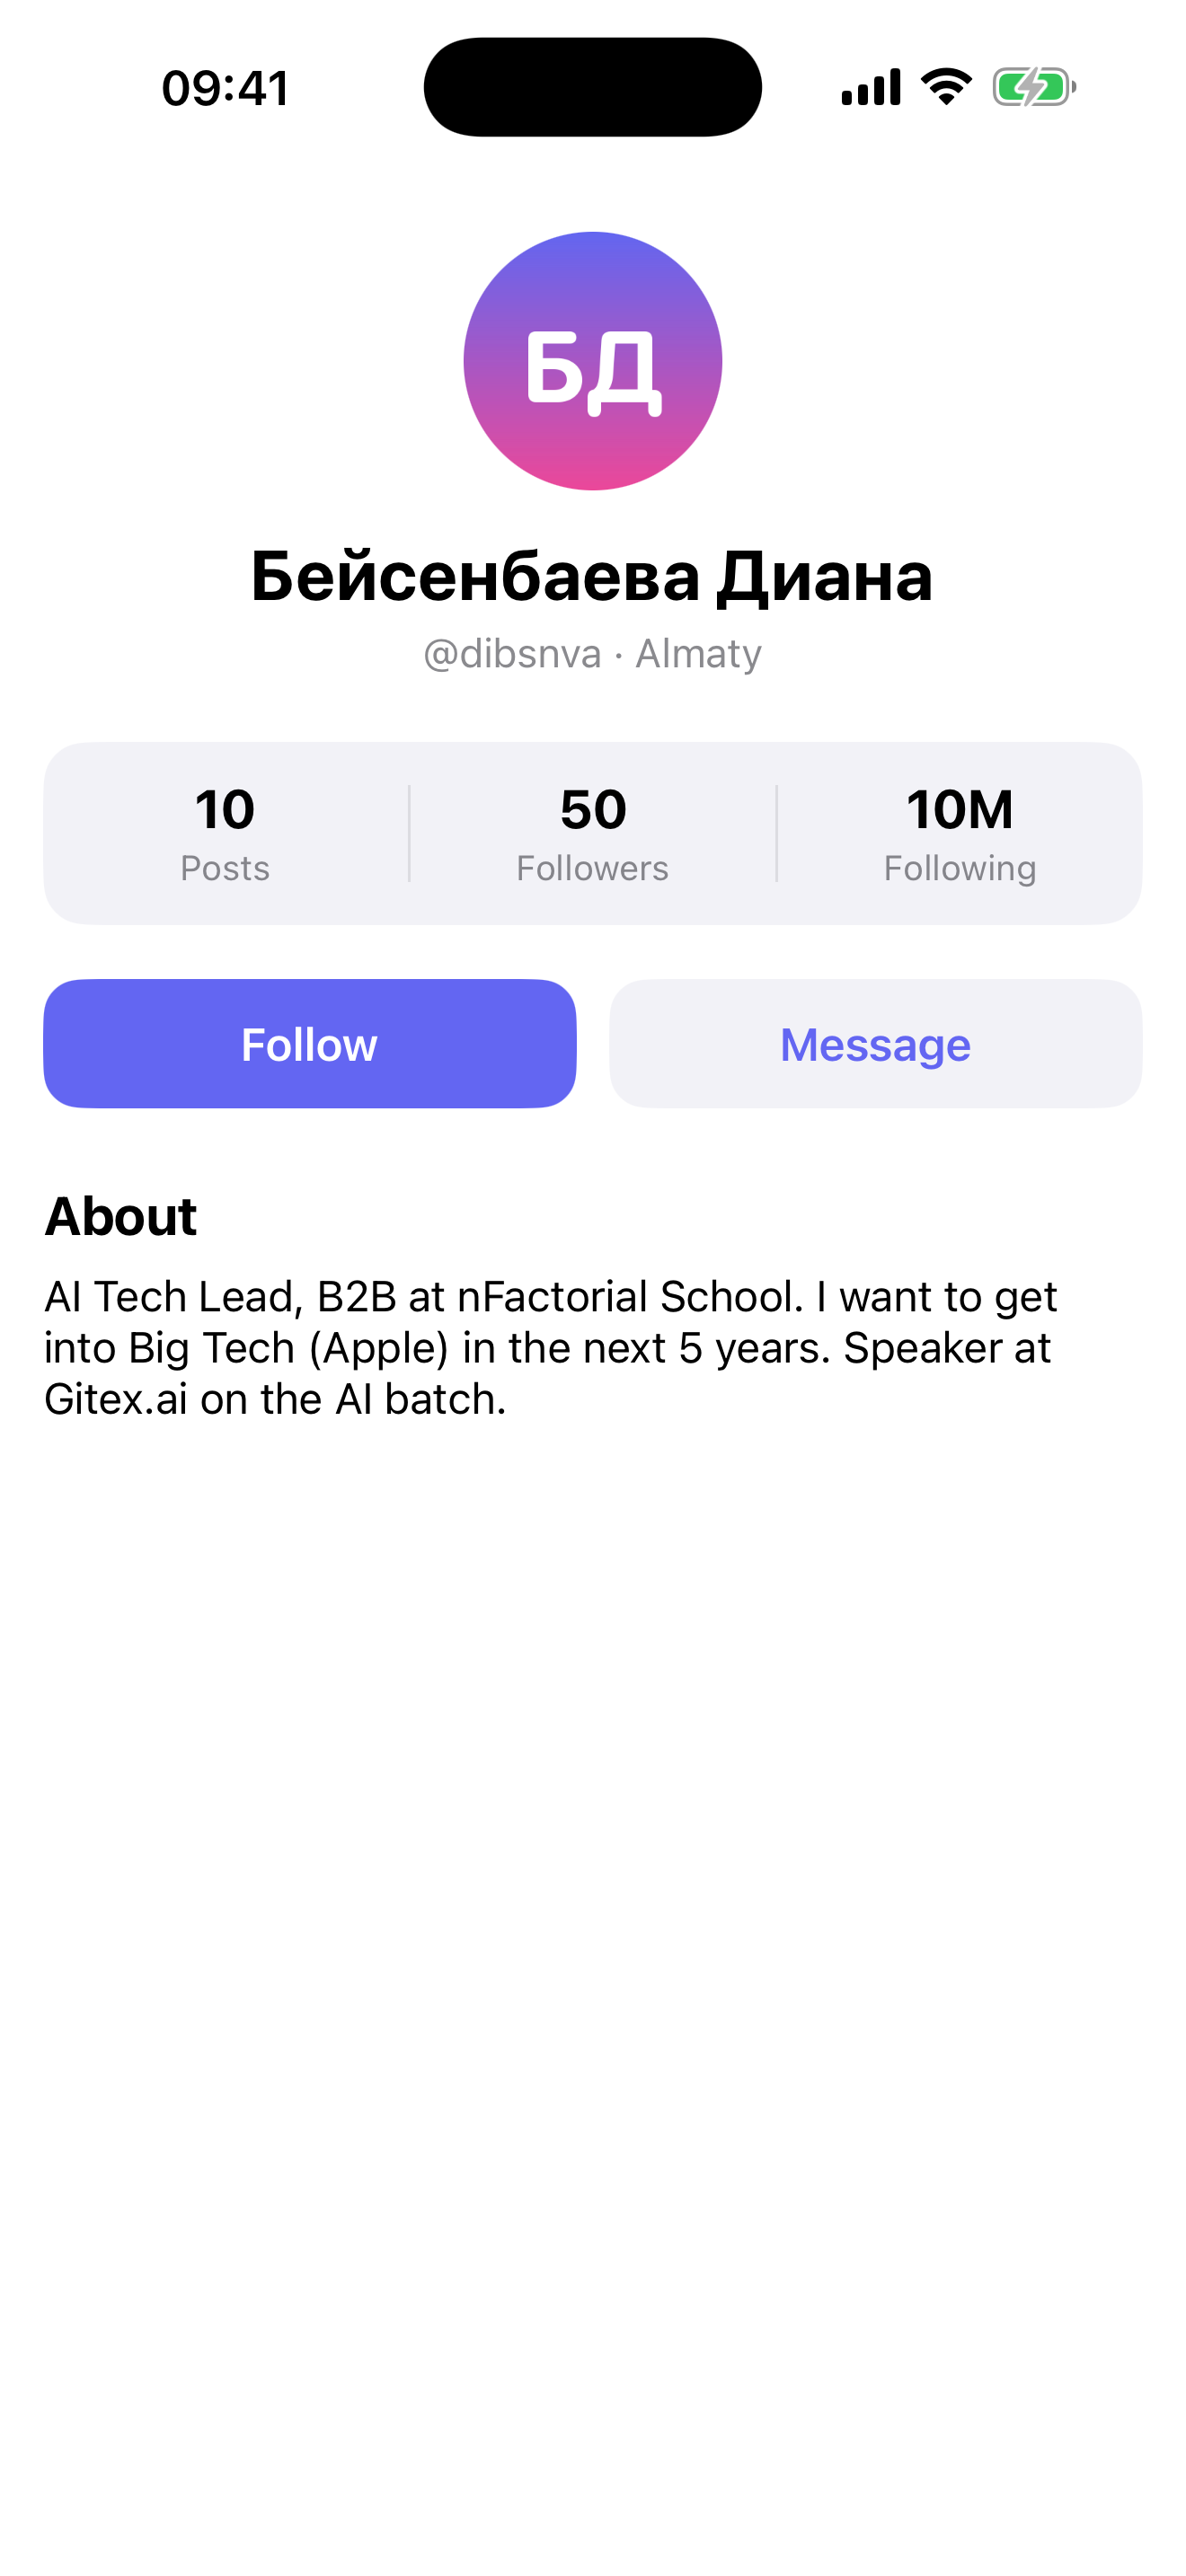 09:41
БД
Бейсенбаева Диана
@dibsnva · Almaty
10
Posts
50
Followers
10M
Following
Follow
Message
About
AI Tech Lead, B2B at nFactorial School. I want to get
into Big Tech (Apple) in the next 5 years. Speaker at
Gitex.ai on the AI batch.